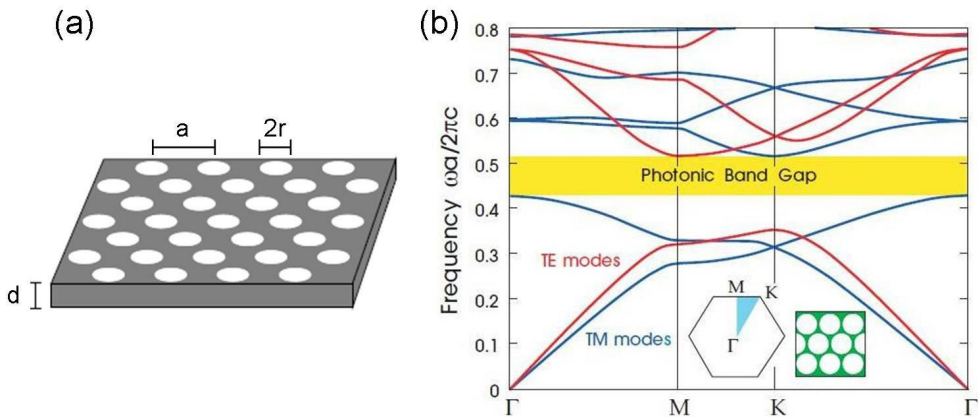 (a)
a
2r
d
(b)
Frequency ωa/2πc
0.8
0.7
0.6
0.5
0.4
0.3
0.2
0.1
0
Photonic Band Gap
TE modes
TM modes
M
K
Γ
Γ
M
K
Γ